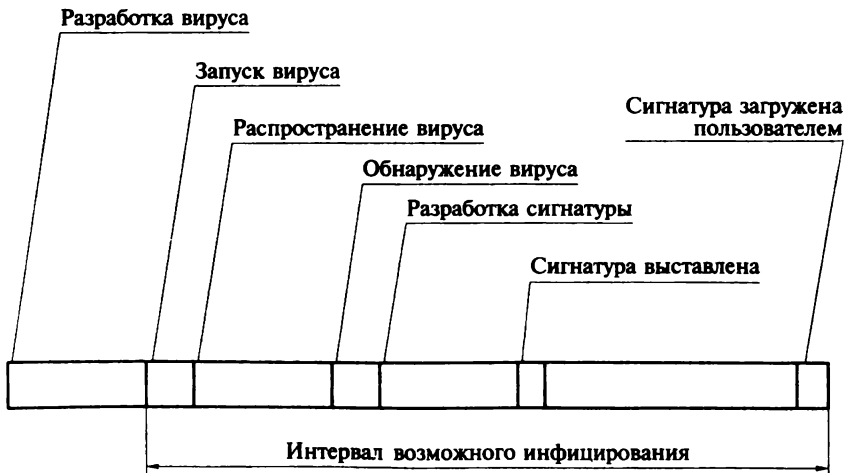 Разработка вируса
Запуск вируса
Сигнатура загружена
пользователем
Распространение вируса
Обнаружение вируса
Разработка сигнатуры
Сигнатура выставлена
Интервал возможного инфицирования